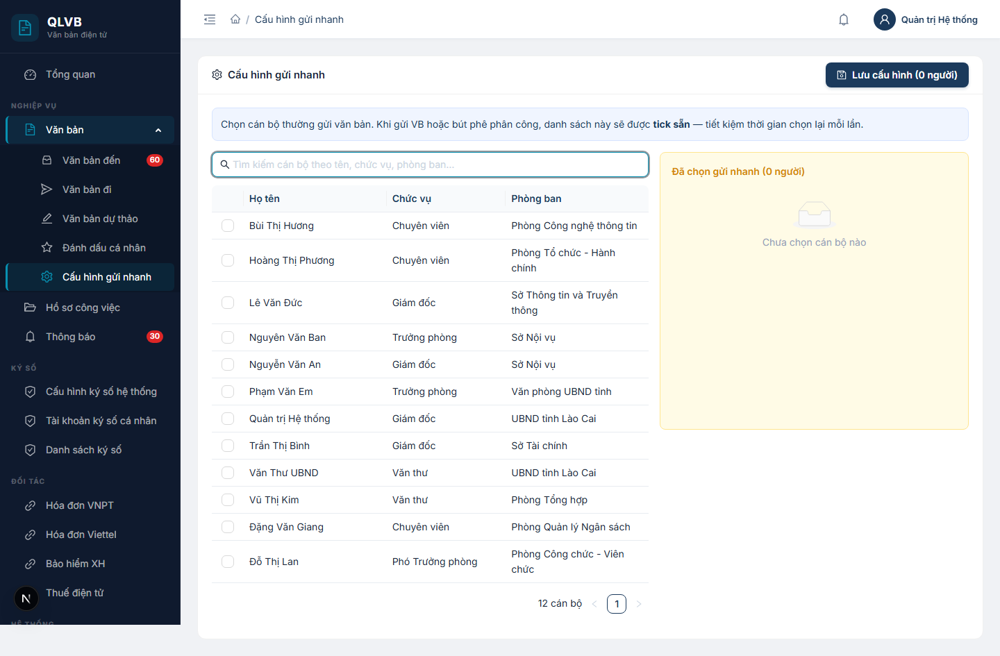 QLVB
Văn bản điện tử
Tổng quan
NGHIỆP VỤ
Văn bản
Văn bản đến 60
Văn bản đi
Văn bản dự thảo
Đánh dấu cá nhân
Cấu hình gửi nhanh
Hồ sơ công việc
Thông báo 30
KÝ SỐ
Cấu hình ký số hệ thống
Tài khoản ký số cá nhân
Danh sách ký số
ĐỐI TÁC
Hóa đơn VNPT
Hóa đơn Viettel
Bảo hiểm XH
Thuế điện tử
N
HỆ THỐNG
/ Cấu hình gửi nhanh
Quản trị Hệ thống
Cấu hình gửi nhanh
Lưu cấu hình (0 người)
Chọn cán bộ thường gửi văn bản. Khi gửi VB hoặc bút phê phân công, danh sách này sẽ được tick sẵn — tiết kiệm thời gian chọn lại mỗi lần.
Tìm kiếm cán bộ theo tên, chức vụ, phòng ban...
Họ tên Chức vụ Phòng ban
Bùi Thị Hương Chuyên viên Phòng Công nghệ thông tin
Hoàng Thị Phương Chuyên viên Phòng Tổ chức - Hành
chính
Lê Văn Đức Giám đốc Sở Thông tin và Truyền
thông
Nguyên Văn Ban Trưởng phòng Sở Nội vụ
Nguyễn Văn An Giám đốc Sở Nội vụ
Phạm Văn Em Trưởng phòng Văn phòng UBND tỉnh
Quản trị Hệ thống Giám đốc UBND tỉnh Lào Cai
Trần Thị Bình Giám đốc Sở Tài chính
Văn Thư UBND Văn thư UBND tỉnh Lào Cai
Vũ Thị Kim Văn thư Phòng Tổng hợp
Đặng Văn Giang Chuyên viên Phòng Quản lý Ngân sách
Đỗ Thị Lan Phó Trưởng phòng Phòng Công chức - Viên
chức
12 cán bộ 1
Đã chọn gửi nhanh (0 người)
Chưa chọn cán bộ nào